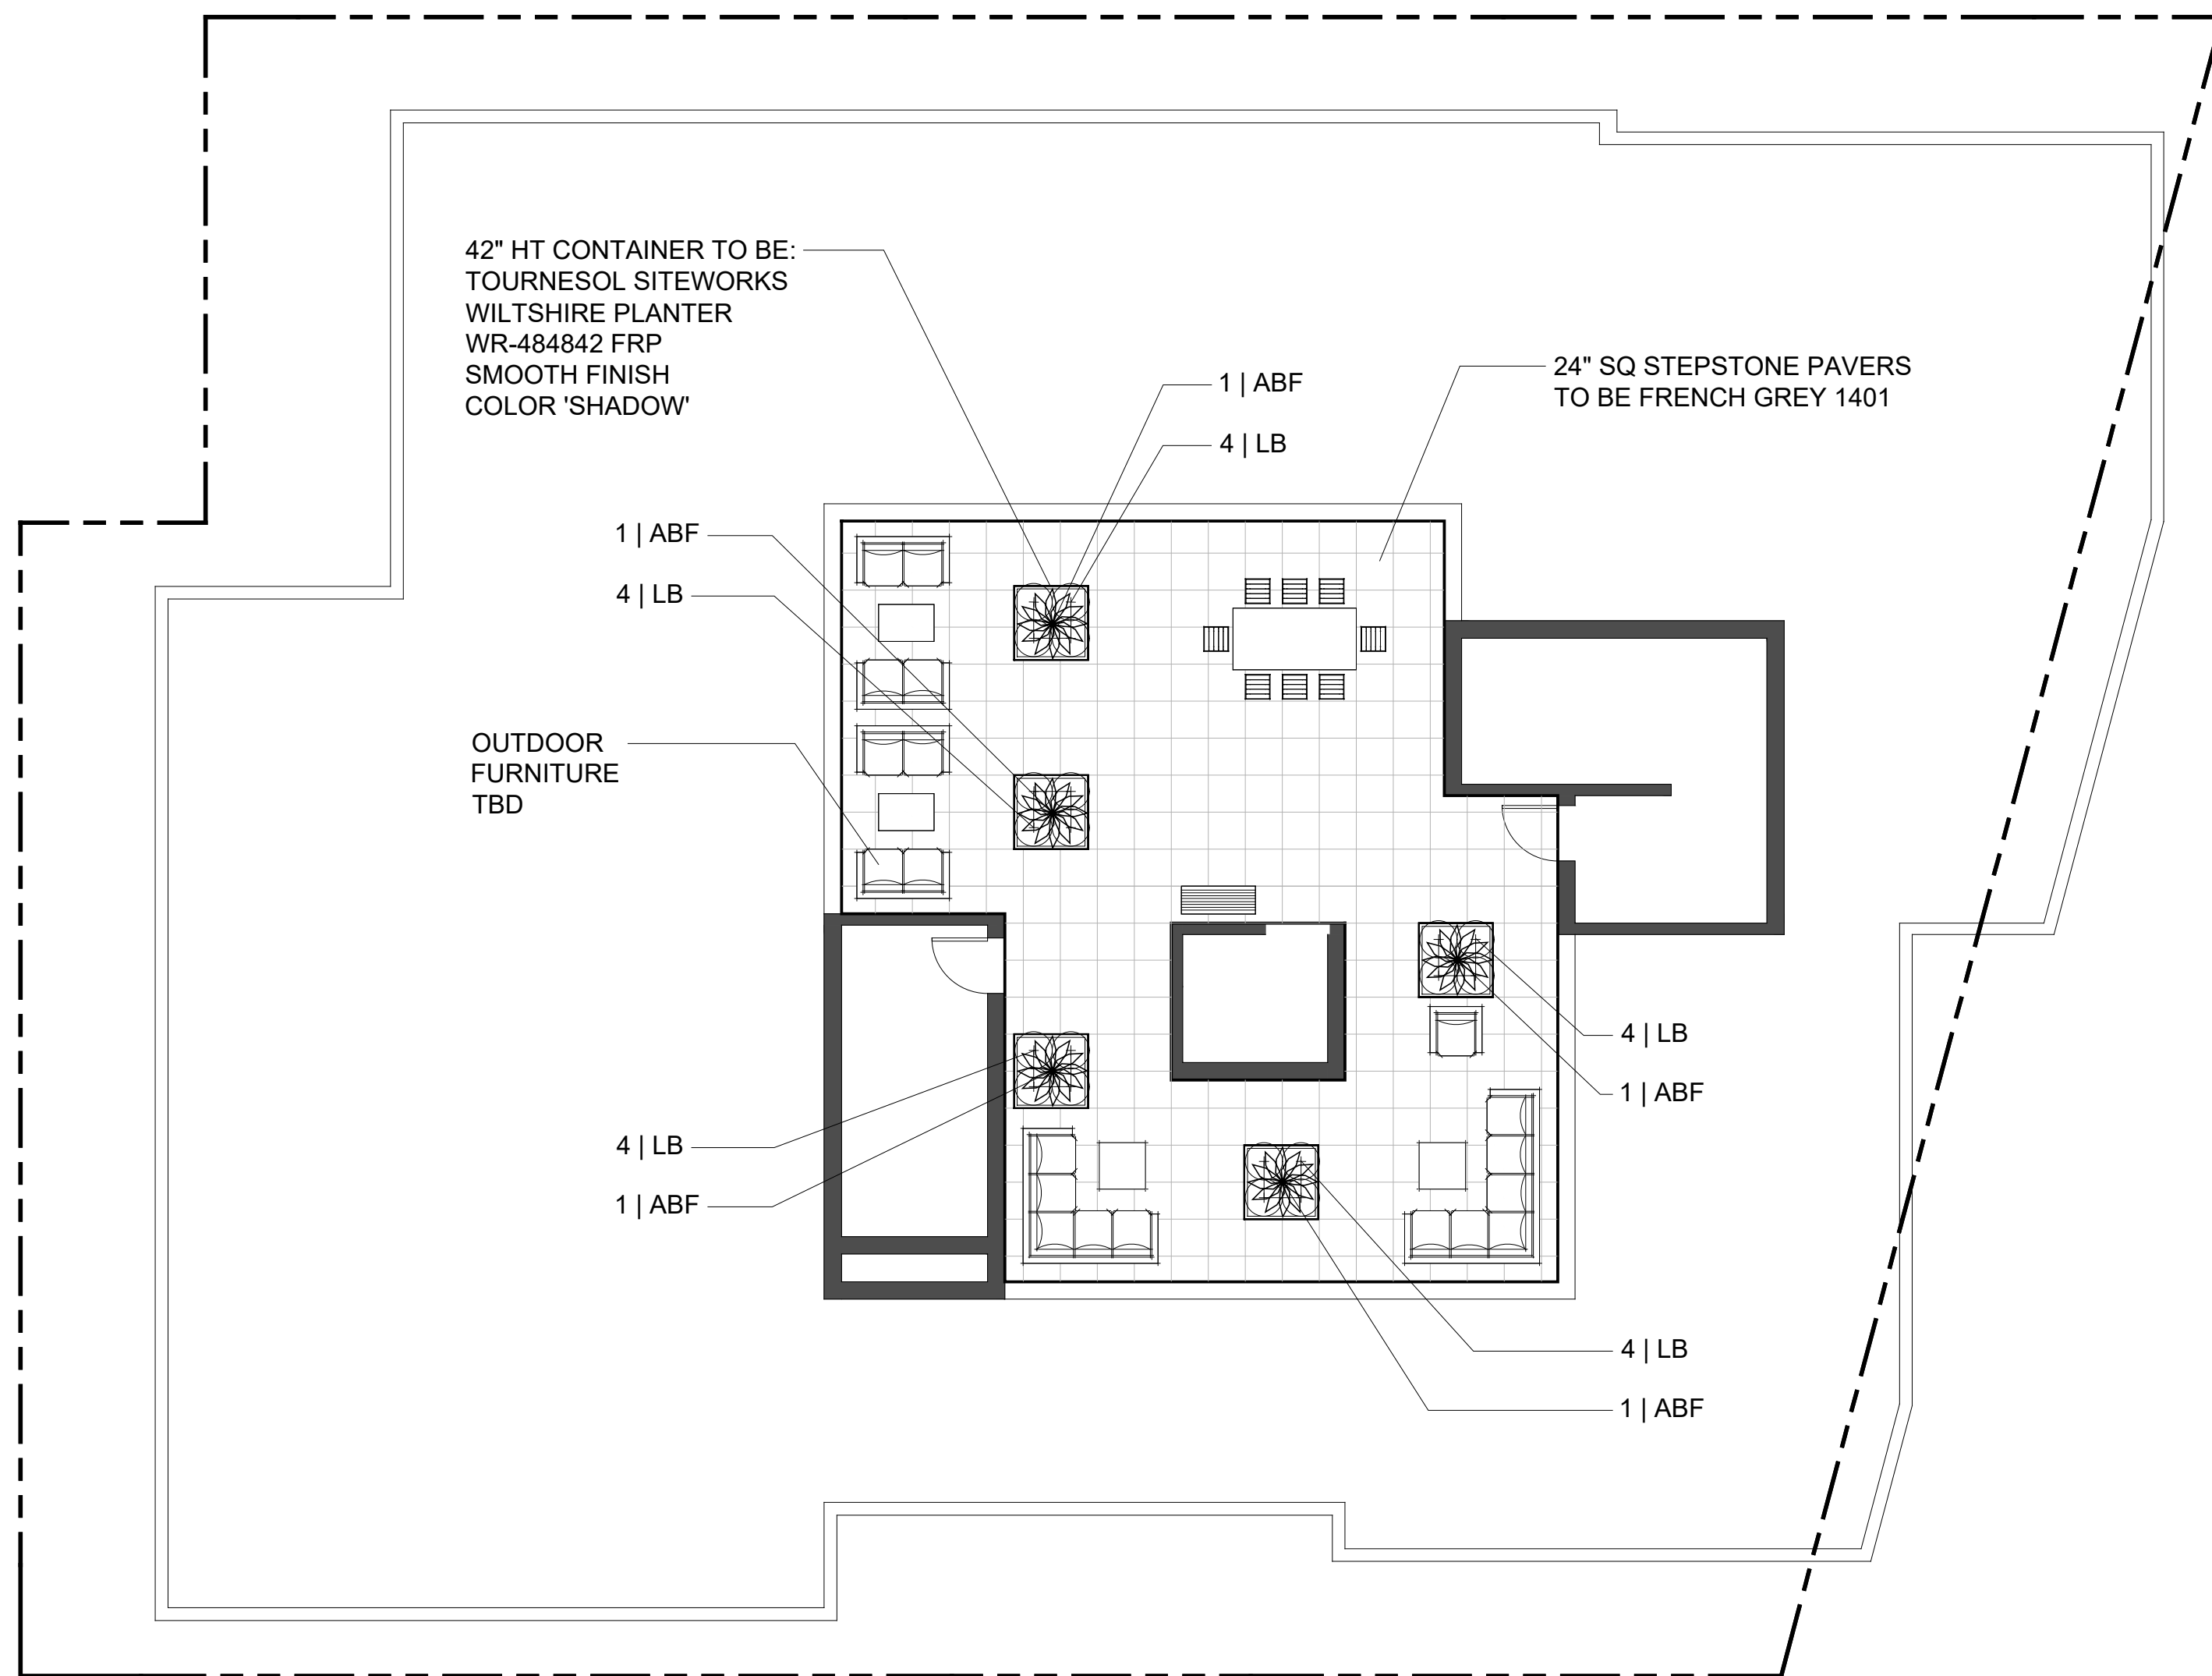 42" HT CONTAINER TO BE:
TOURNESOL SITEWORKS
WILTSHIRE PLANTER
WR-484842 FRP
SMOOTH FINISH
COLOR 'SHADOW'
24" SQ STEPSTONE PAVERS
TO BE FRENCH GREY 1401
1 | ABF
4 | LB
1 | ABF
4 | LB
OUTDOOR
FURNITURE
TBD
4 | LB
1 | ABF
4 | LB
1 | ABF
4 | LB
1 | ABF